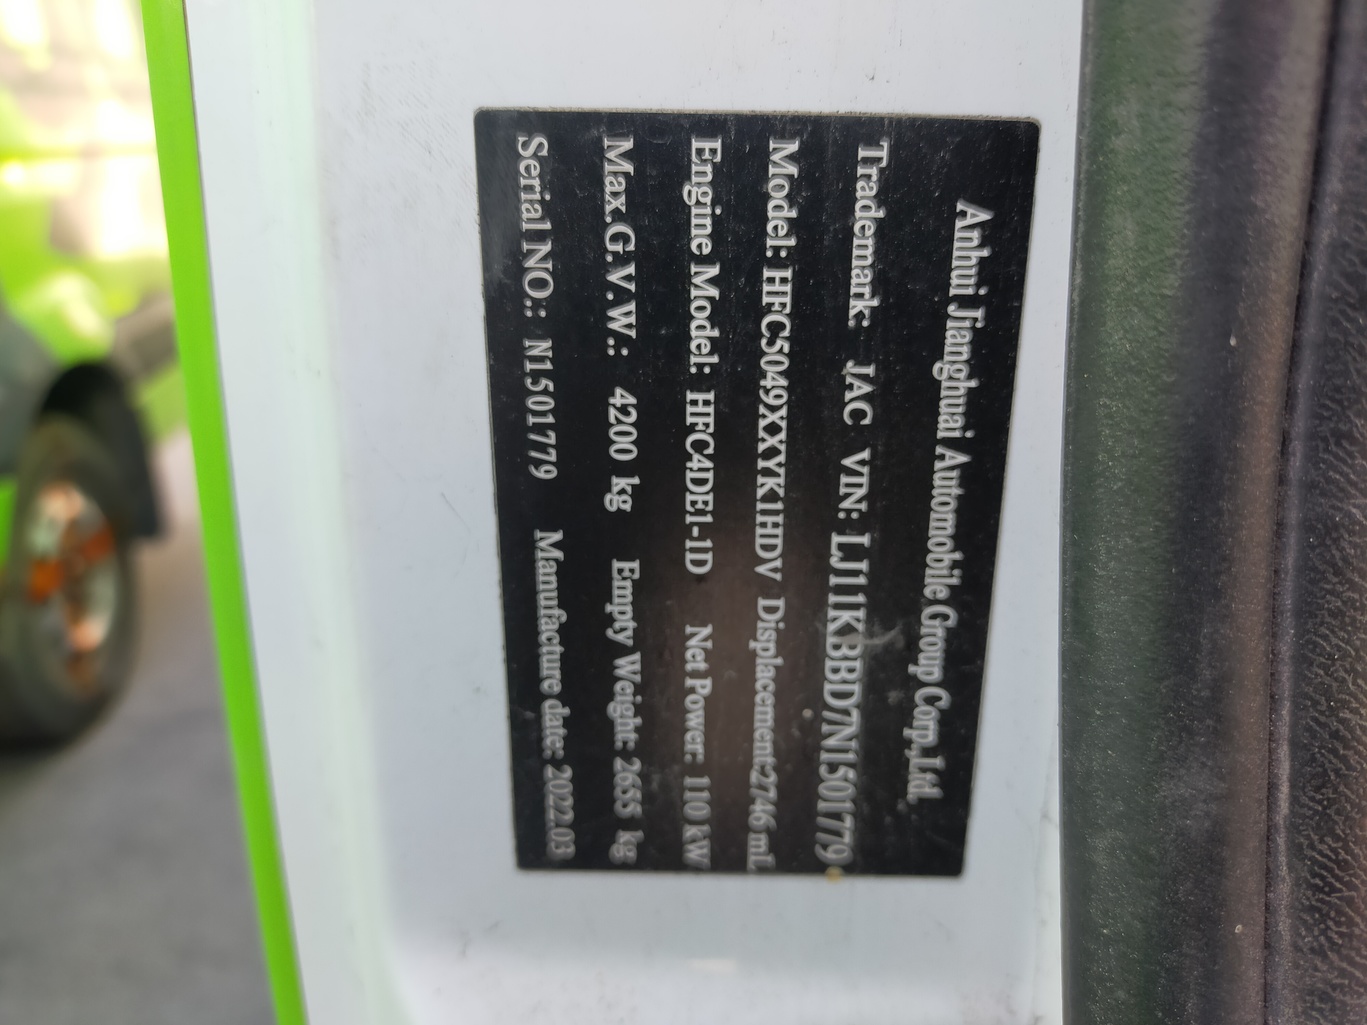 Anhui Jianghuai Automobile Group Corp.,Ltd.
Trademark: JAC VIN: LJ11KBBD7N1501779
Model: HFC5049XXYK1HDV Displacement:2746 mL
Engine Model: HFC4DE1-1D Net Power: 110 kW
Max.G.V.W.: 4200 kg Empty Weight: 2655 kg
Serial NO.: N1501779 Manufacture date: 2022.03